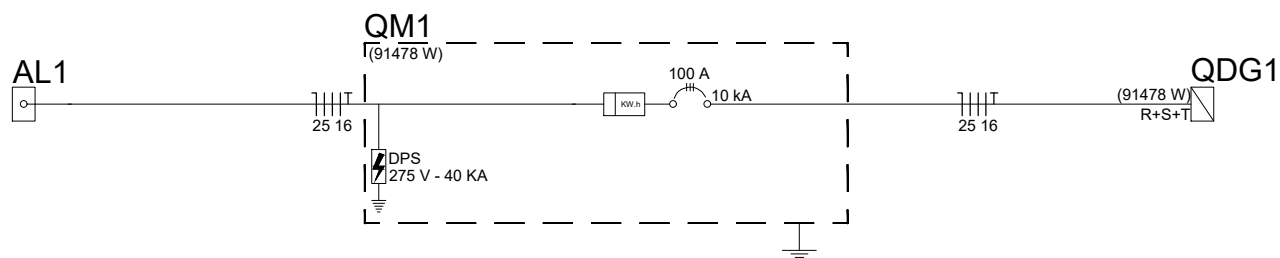 QM1
(91478 W)
AL1
100 A
QDG1
KW.h
10 kA
(91478 W)
T
T
R+S+T
25 16
25 16
DPS
275 V - 40 KA